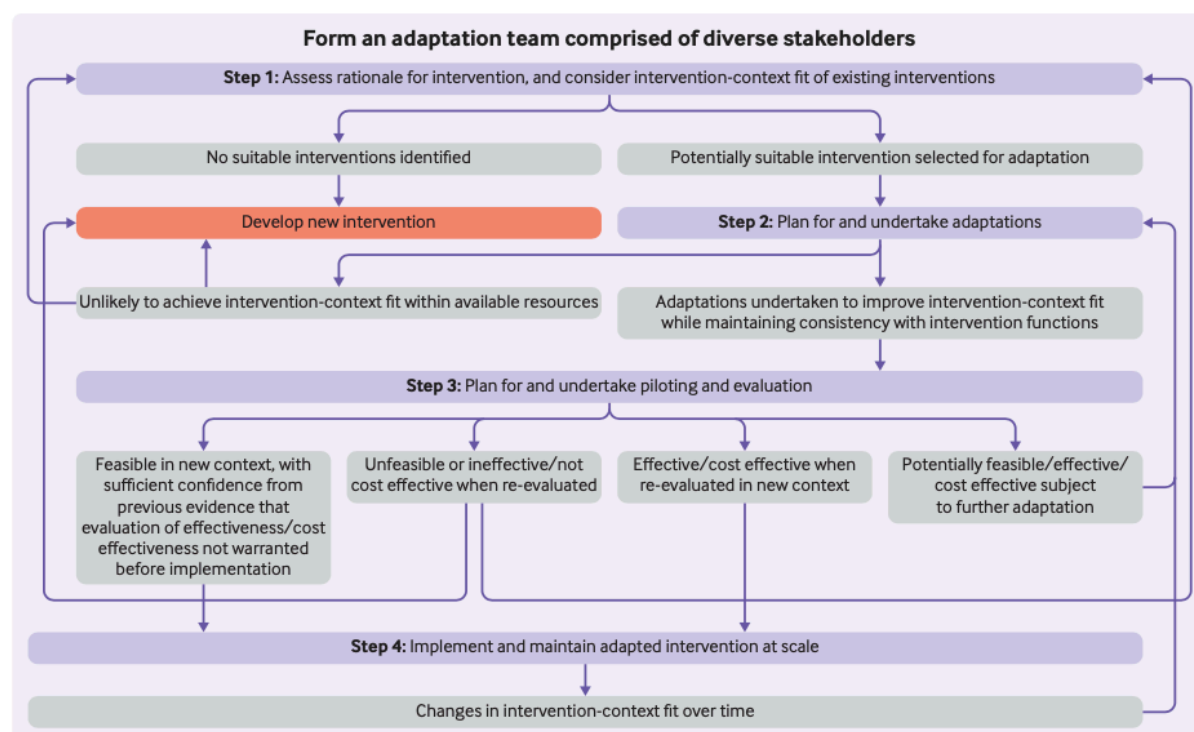 Form an adaptation team comprised of diverse stakeholders
Step 1: Assess rationale for intervention, and consider intervention-context fit of existing interventions
No suitable interventions identified
Potentially suitable intervention selected for adaptation
Develop new intervention
Step 2: Plan for and undertake adaptations
Unlikely to achieve intervention-context fit within available resources
Adaptations undertaken to improve intervention-context fit
while maintaining consistency with intervention functions
Step 3: Plan for and undertake piloting and evaluation
Feasible in new context, with
sufficient confidence from
previous evidence that
evaluation of effectiveness/cost
effectiveness not warranted
before implementation
Unfeasible or ineffective/not
cost effective when re-evaluated
Effective/cost effective when
re-evaluated in new context
Potentially feasible/effective/
cost effective subject
to further adaptation
Step 4: Implement and maintain adapted intervention at scale
Changes in intervention-context fit over time